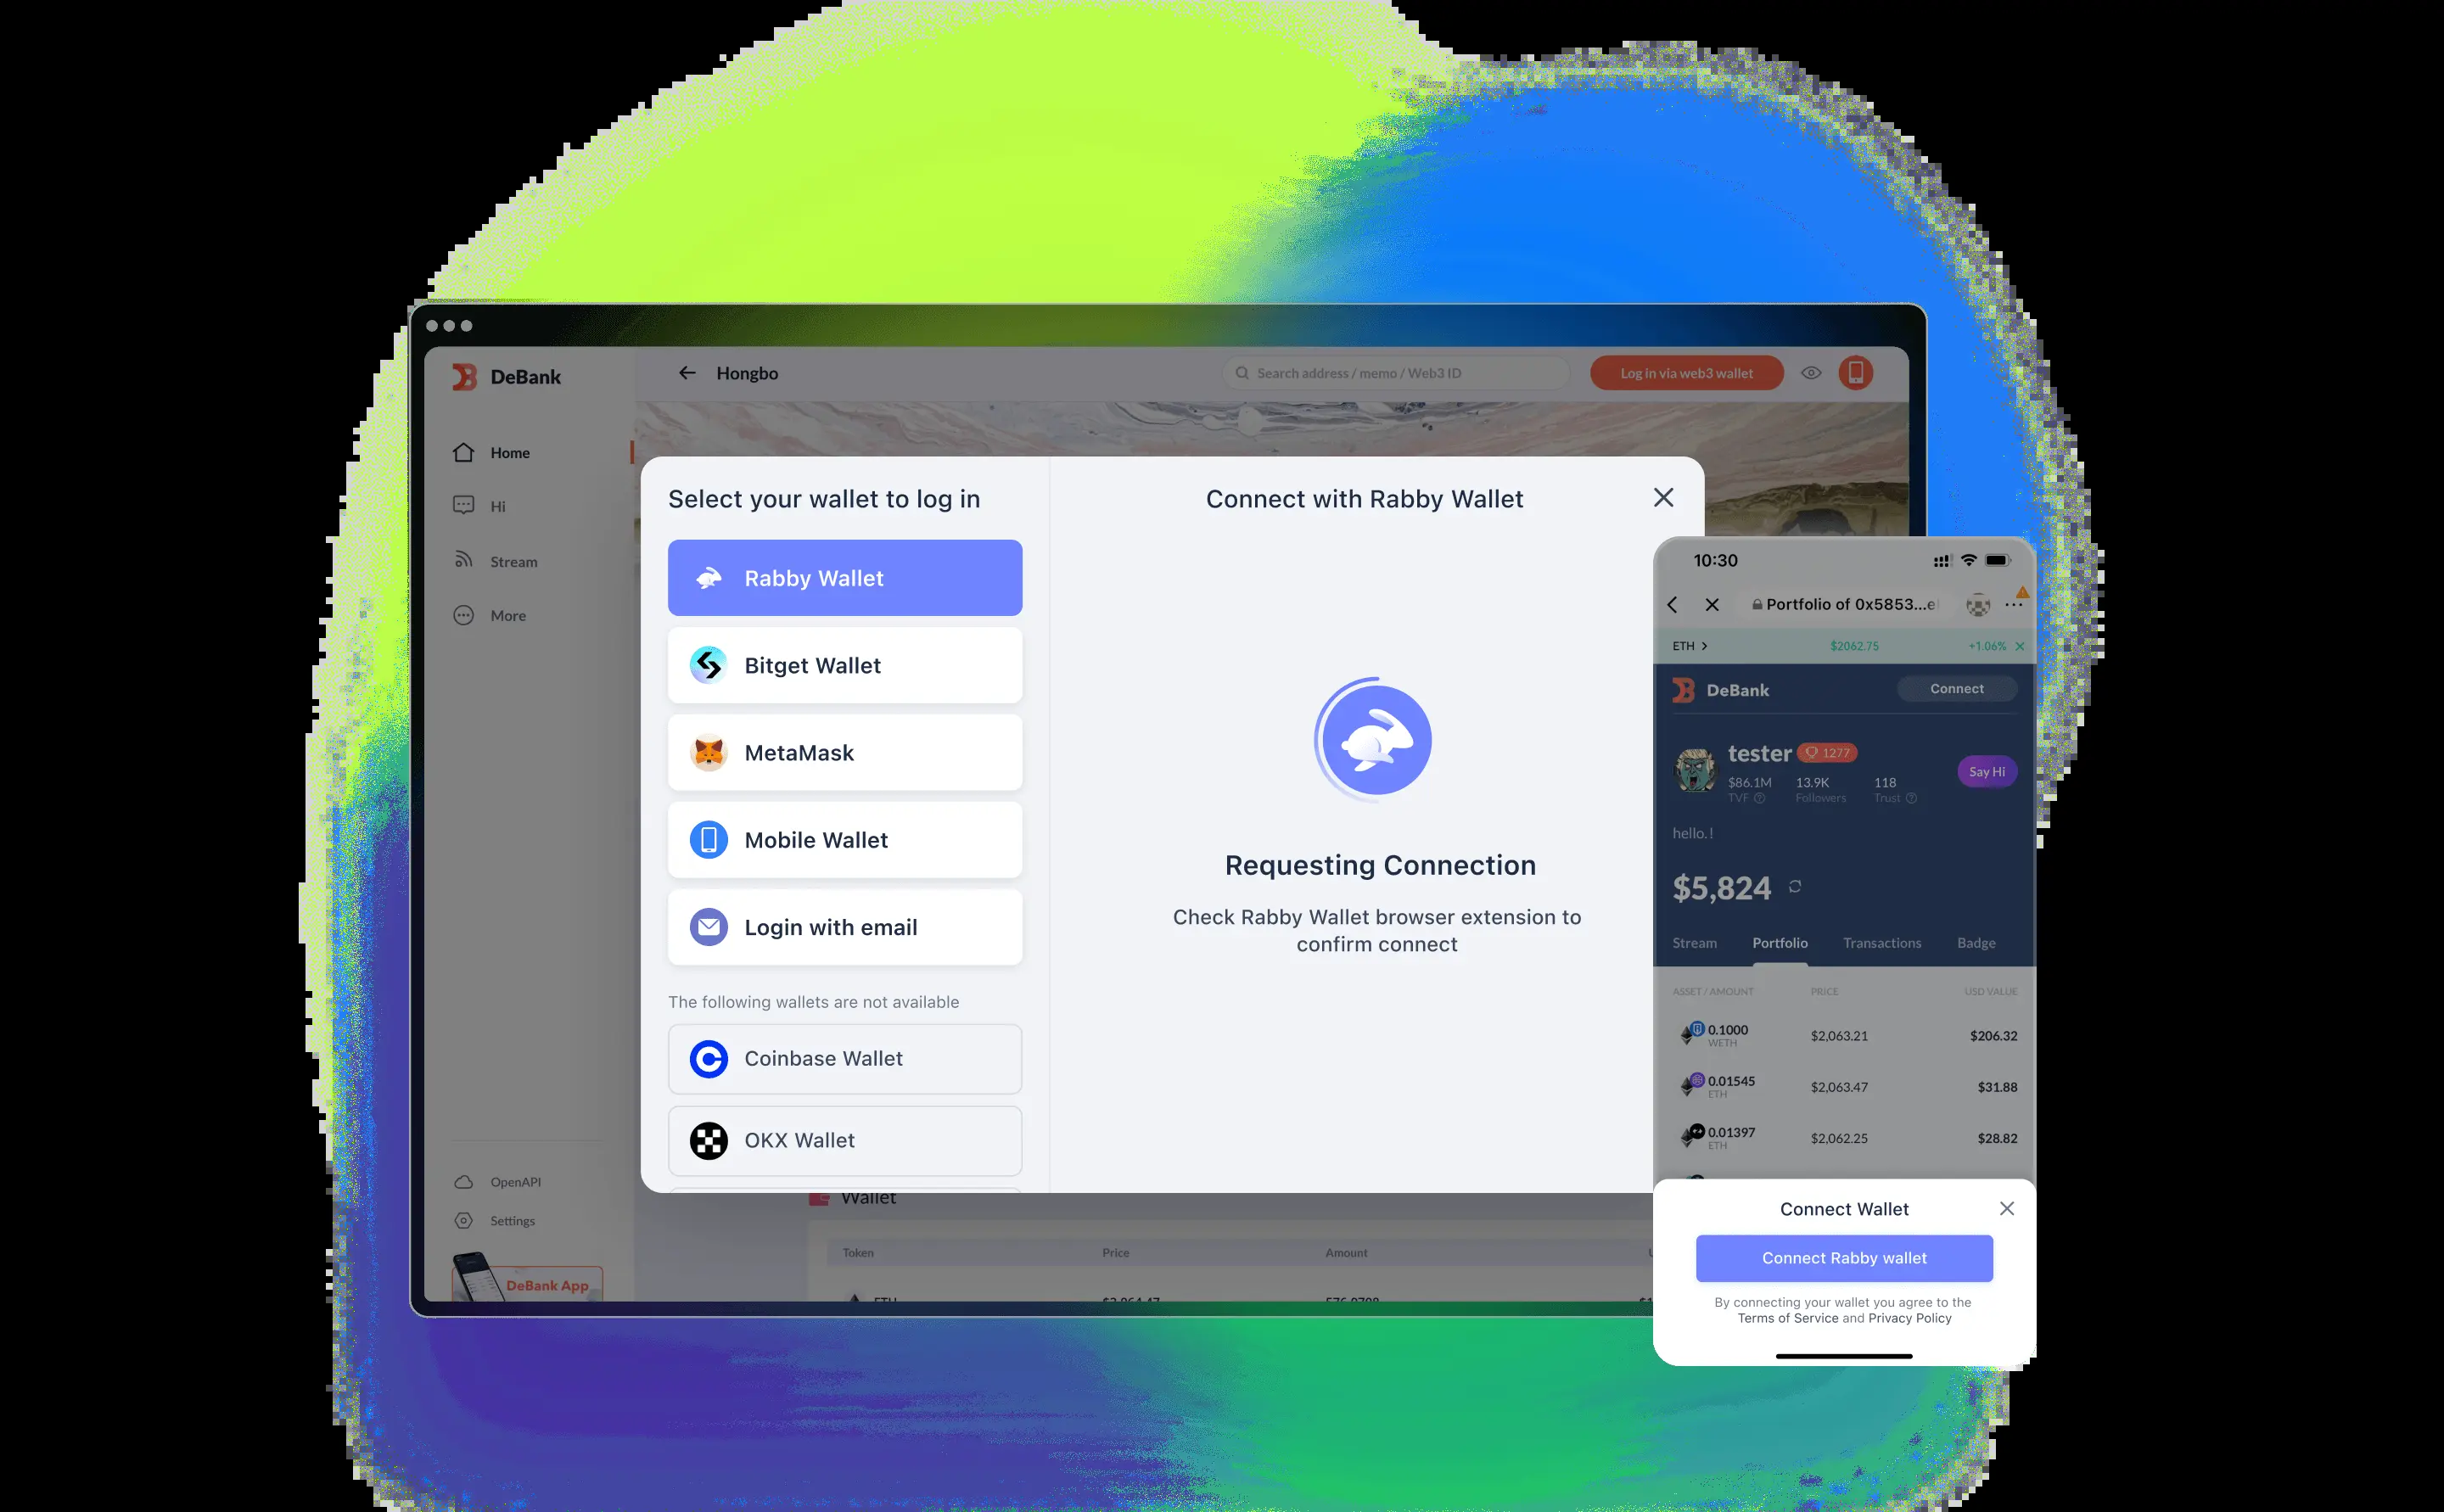 DeBank
Hongbo
Search address / memo / Web3 ID
Log in via web3 wallet
Home
Hi
Stream
More
OpenAPI
Settings
DeBank App
Select your wallet to log in
Rabby Wallet
Bitget Wallet
MetaMask
Mobile Wallet
Login with email
The following wallets are not available
Coinbase Wallet
OKX Wallet
Connect with Rabby Wallet
Requesting Connection
Check Rabby Wallet browser extension to
confirm connect
Wallet
Token Price Amount
ETH
10:30
Portfolio of 0x5853...e
ETH $2062.75 +1.06%
DeBank Connect
tester 1277
$86.1M 13.9K 118
TVF Followers Trust
Say Hi
hello.!
$5,824
Stream Portfolio Transactions Badge
ASSET / AMOUNT PRICE USD VALUE
0.1000 $2,063.21 $206.32
WETH
0.01545 $2,063.47 $31.88
ETH
0.01397 $2,062.25 $28.82
ETH
Connect Wallet
Connect Rabby wallet
By connecting your wallet you agree to the
Terms of Service and Privacy Policy